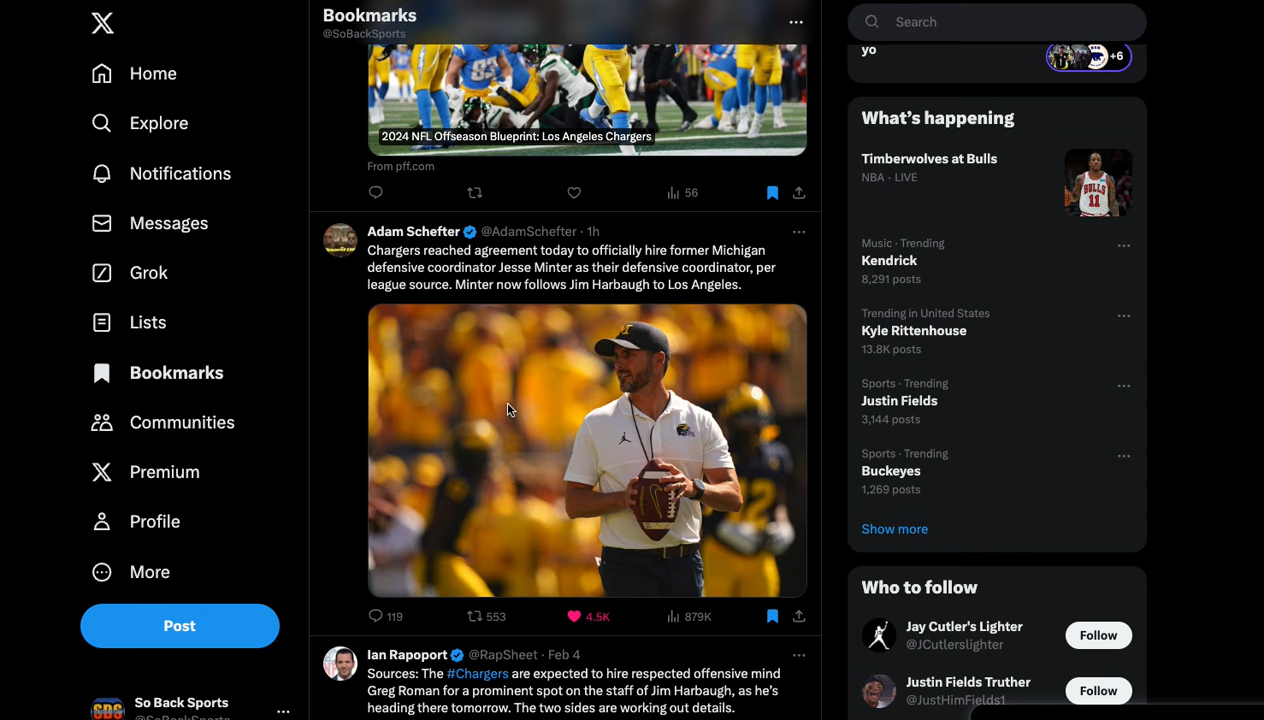 Bookmarks
@SoBackSports
2024 NFL Offseason Blueprint: Los Angeles Chargers
From pff.com
56
Adam Schefter @AdamSchefter · 1h
Chargers reached agreement today to officially hire former Michigan
defensive coordinator Jesse Minter as their defensive coordinator, per
league source. Minter now follows Jim Harbaugh to Los Angeles.
119 553 4.5K 879K
Ian Rapoport @RapSheet · Feb 4
Sources: The #Chargers are expected to hire respected offensive mind
Greg Roman for a prominent spot on the staff of Jim Harbaugh, as he's
heading there tomorrow. The two sides are working out details.
Home
Explore
Notifications
Messages
Grok
Lists
Bookmarks
Communities
Premium
Profile
More
Post
So Back Sports
@SoBackSports
Search
yo
+6
What's happening
Timberwolves at Bulls
NBA · LIVE
BULLS
11
Music · Trending
Kendrick
8,291 posts
Trending in United States
Kyle Rittenhouse
13.8K posts
Sports · Trending
Justin Fields
3,144 posts
Sports · Trending
Buckeyes
1,269 posts
Show more
Who to follow
Jay Cutler's Lighter
@JCutlerslighter
Follow
Justin Fields Truther
@JustHimFields1
Follow